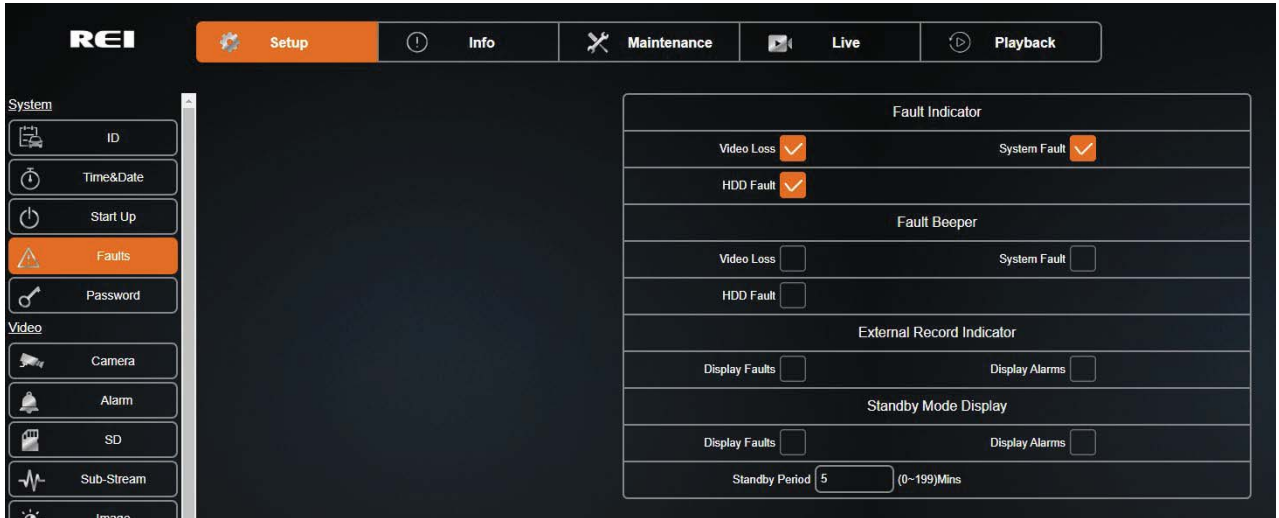 REI
Setup
Info
Maintenance
Live
Playback
System
ID
Time&Date
Start Up
Faults
Password
Video
Camera
Alarm
SD
Sub-Stream
Image
Fault Indicator
Video Loss
System Fault
HDD Fault
Fault Beeper
Video Loss
System Fault
HDD Fault
External Record Indicator
Display Faults
Display Alarms
Standby Mode Display
Display Faults
Display Alarms
Standby Period 5 (0~199)Mins